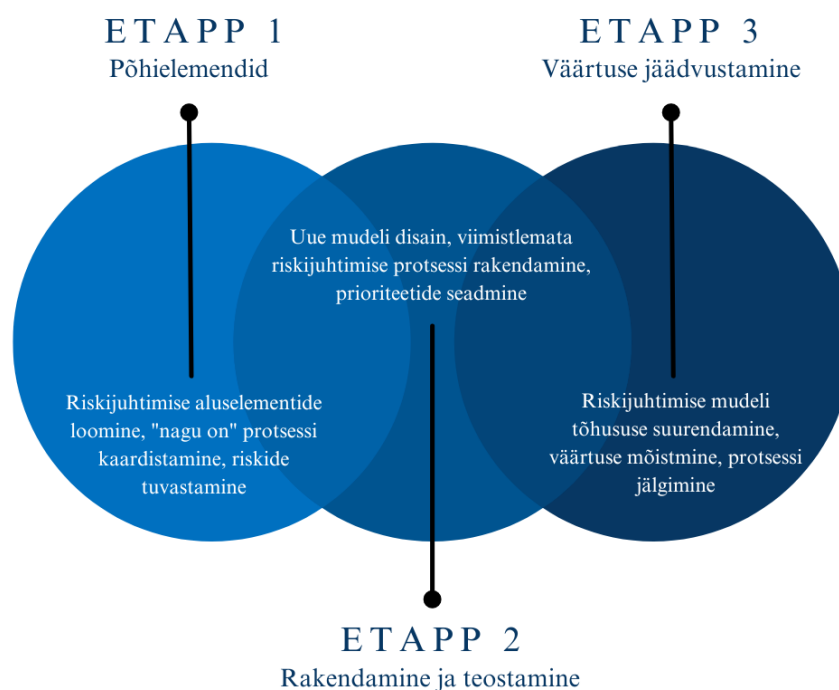 ETAPP 1
Põhielemendid
ETAPP 3
Väärtuse jäädvustamine
Uue mudeli disain, viimistlemata
riskijuhtimise protsessi rakendamine,
prioriteetide seadmine
Riskijuhtimise aluselementide
loomine, "nagu on" protsessi
kaardistamine, riskide
tuvastamine
Riskijuhtimise mudeli
tõhususe suurendamine,
väärtuse mõistmine, protsessi
jälgimine
ETAPP 2
Rakendamine ja teostamine